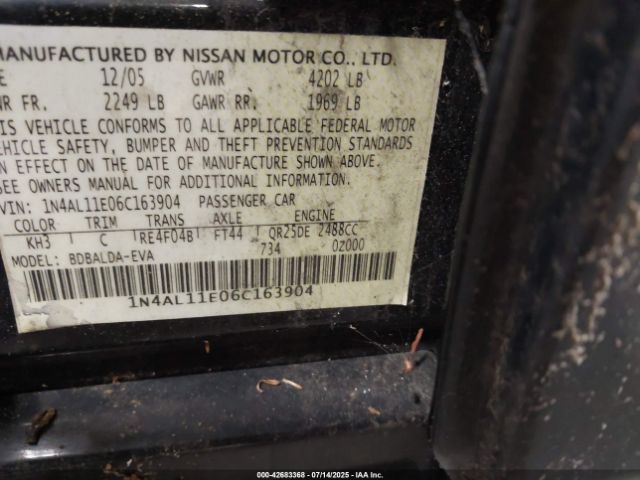 MANUFACTURED BY NISSAN MOTOR CO., LTD.
E 12/05 GVWR 4202 LB
WR FR. 2249 LB GAWR RR. 1969 LB
IS VEHICLE CONFORMS TO ALL APPLICABLE FEDERAL MOTOR
EHICLE SAFETY, BUMPER AND THEFT PREVENTION STANDARDS
N EFFECT ON THE DATE OF MANUFACTURE SHOWN ABOVE.
SEE OWNERS MANUAL FOR ADDITIONAL INFORMATION.
VIN: 1N4AL11E06C163904 PASSENGER CAR
COLOR TRIM TRANS AXLE ENGINE
KH3 C RE4F04B FT44 QR25DE 2488CC
MODEL: BDBALDA-EVA 734 0Z000
1N4AL11E06C163904
000-42683368 - 07/14/2025 - IAA Inc.